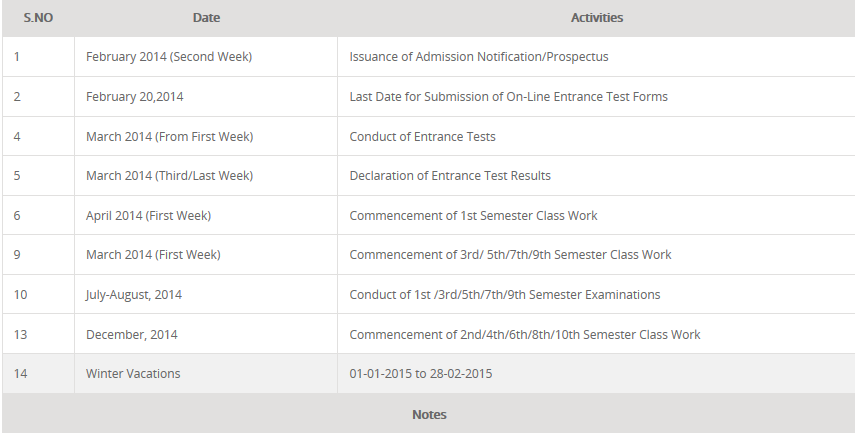 S.NO Date Activities
1 February 2014 (Second Week) Issuance of Admission Notification/Prospectus
2 February 20,2014 Last Date for Submission of On-Line Entrance Test Forms
4 March 2014 (From First Week) Conduct of Entrance Tests
5 March 2014 (Third/Last Week) Declaration of Entrance Test Results
6 April 2014 (First Week) Commencement of 1st Semester Class Work
9 March 2014 (First Week) Commencement of 3rd/ 5th/7th/9th Semester Class Work
10 July-August, 2014 Conduct of 1st /3rd/5th/7th/9th Semester Examinations
13 December, 2014 Commencement of 2nd/4th/6th/8th/10th Semester Class Work
14 Winter Vacations 01-01-2015 to 28-02-2015
Notes